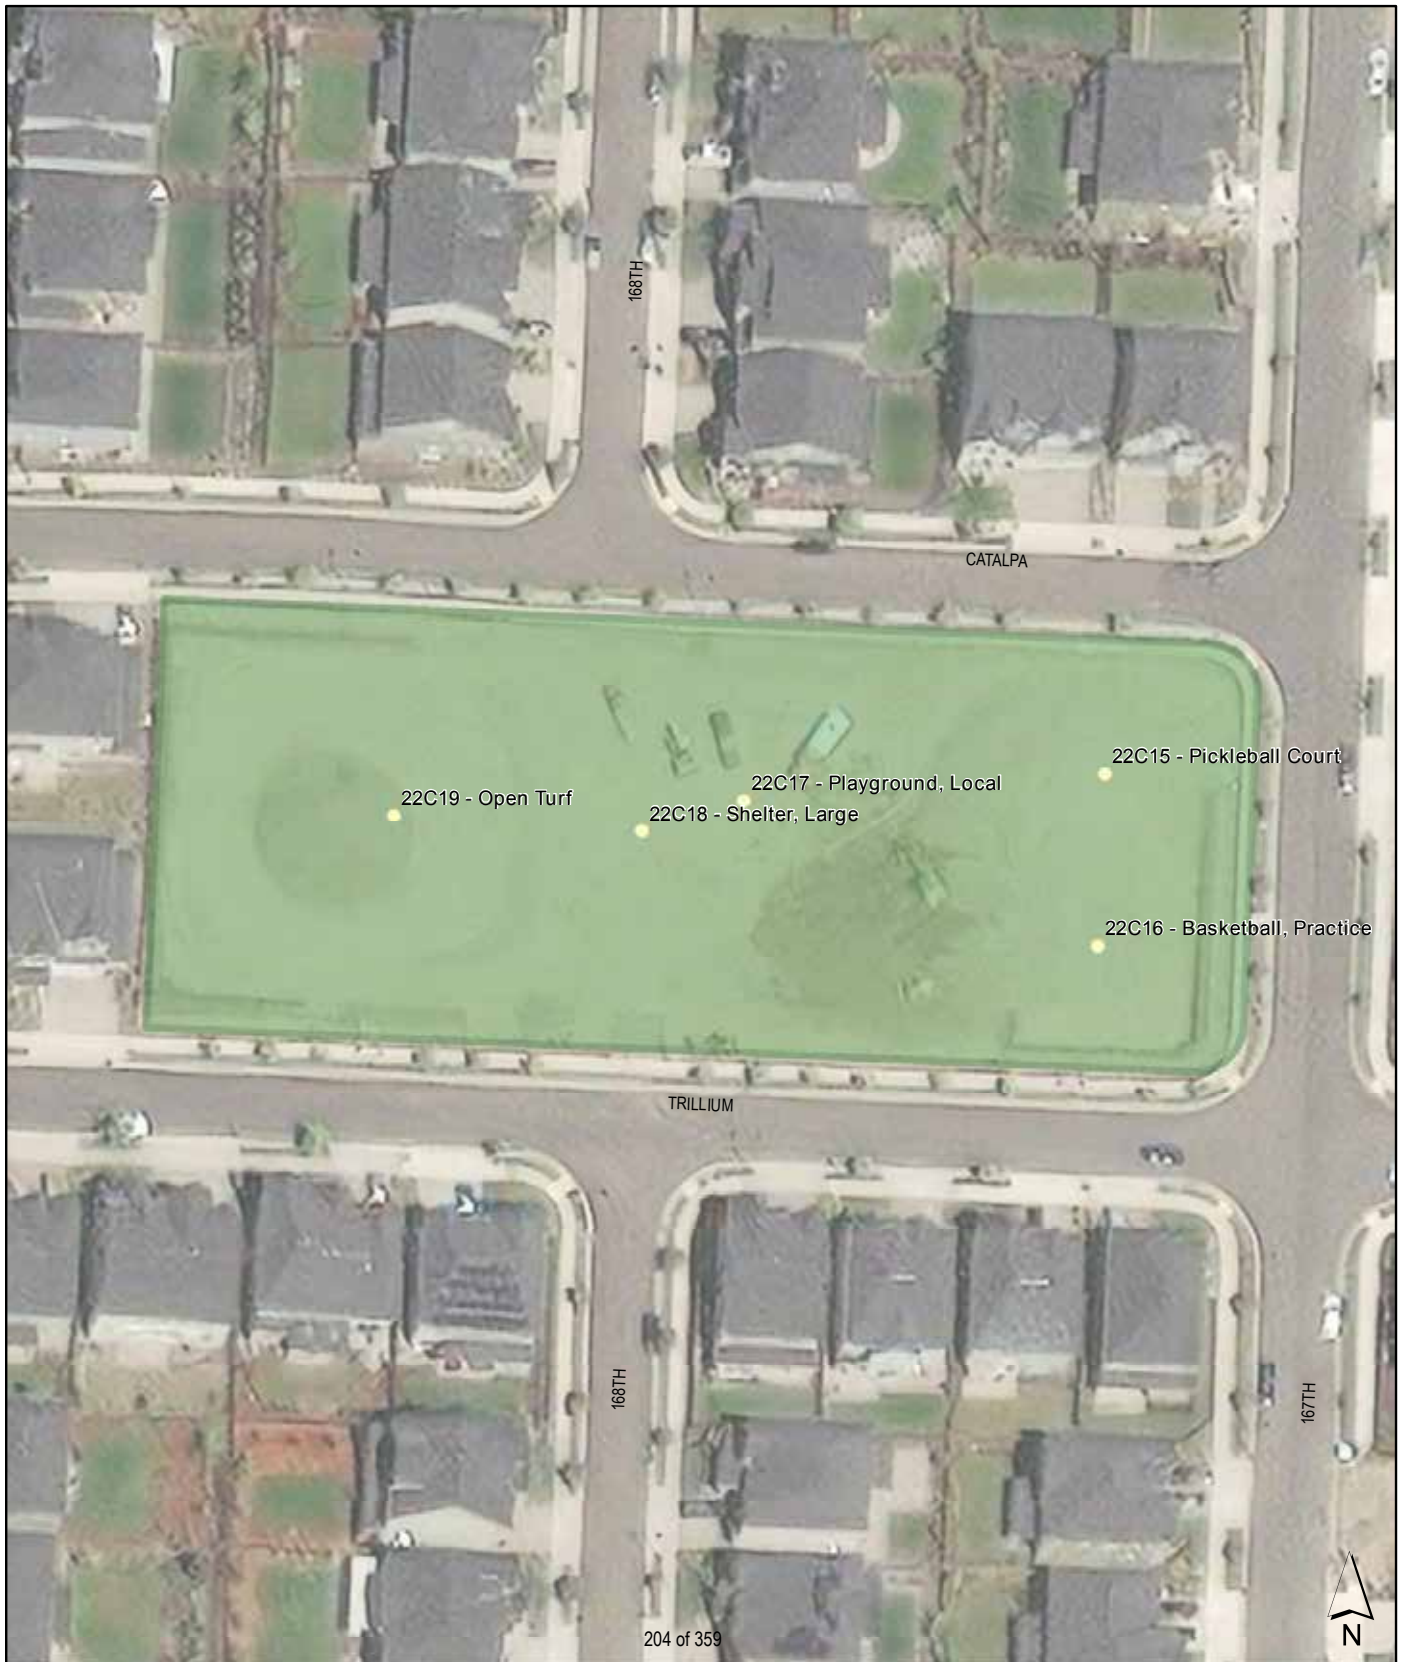 168TH
CATALPA
22C15 - Pickleball Court
22C17 - Playground, Local
22C19 - Open Turf
22C18 - Shelter, Large
22C16 - Basketball, Practice
TRILLIUM
168TH
167TH
N
204 of 359